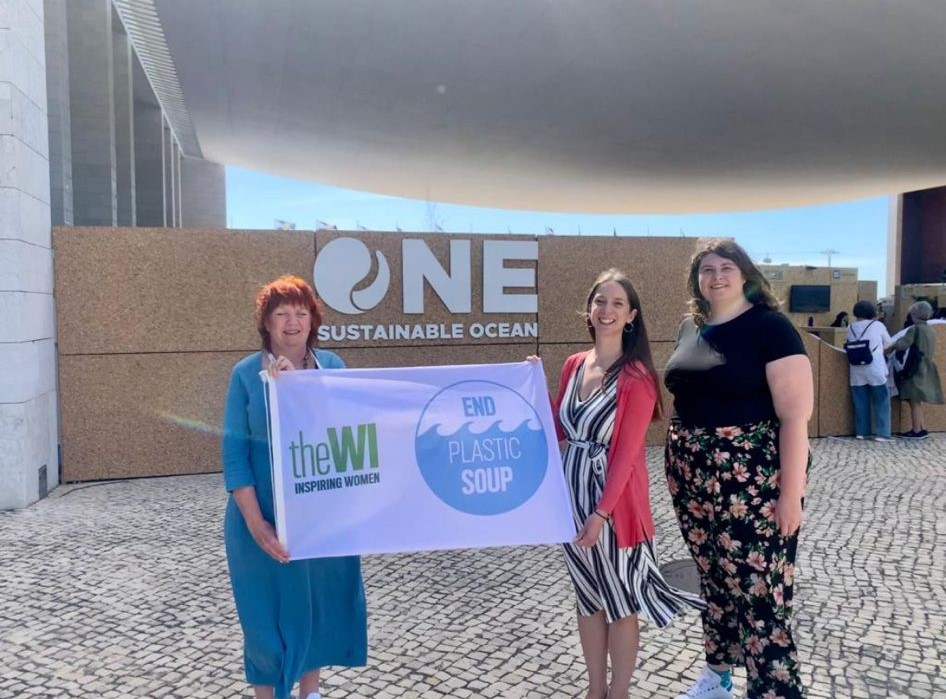 ONE
SUSTAINABLE OCEAN
theWI
INSPIRING WOMEN
END
PLASTIC
SOUP